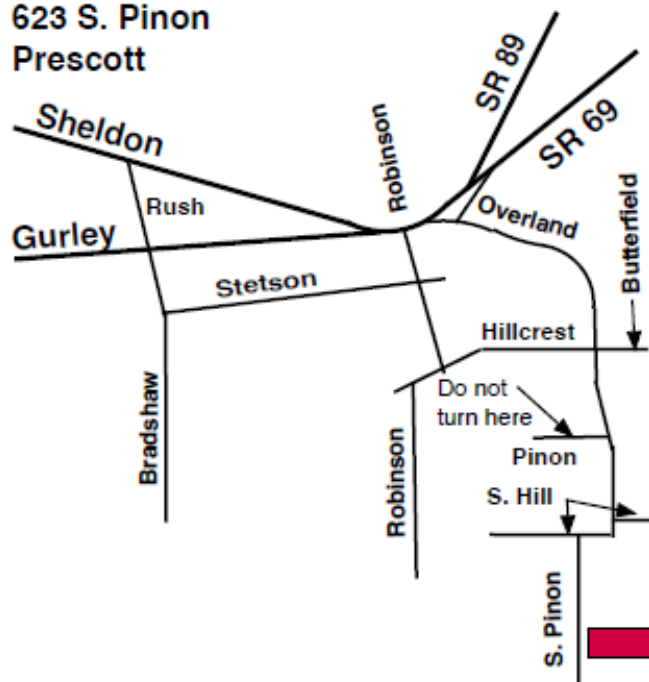 623 S. Pinon
Prescott
SR 89
SR 69
Sheldon
Robinson
Rush
Overland
Gurley
Butterfield
Stetson
Hillcrest
Do not
turn here
Bradshaw
Robinson
Pinon
S. Hill
S. Pinon